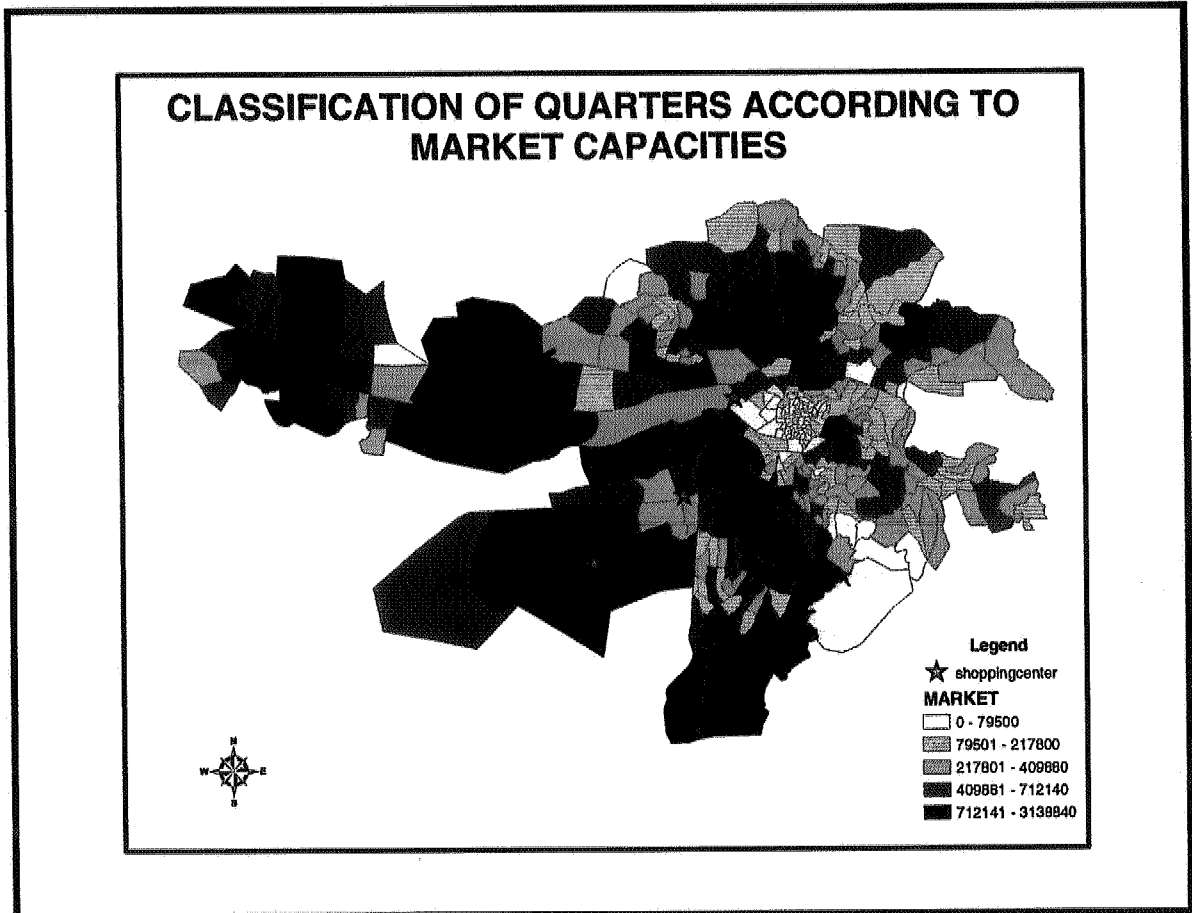 CLASSIFICATION OF QUARTERS ACCORDING TO
MARKET CAPACITIES
Legend
shoppingcenter
MARKET
0 - 79500
79501 - 217800
217801 - 409880
409881 - 712140
712141 - 3139840
N
W E
S